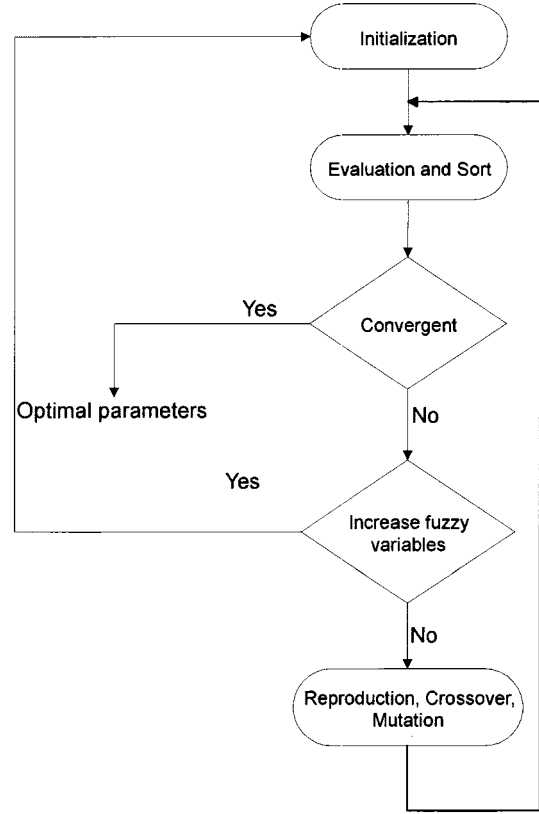 Initialization
Evaluation and Sort
Yes
Convergent
Optimal parameters
No
Yes
Increase fuzzy
variables
No
Reproduction, Crossover,
Mutation